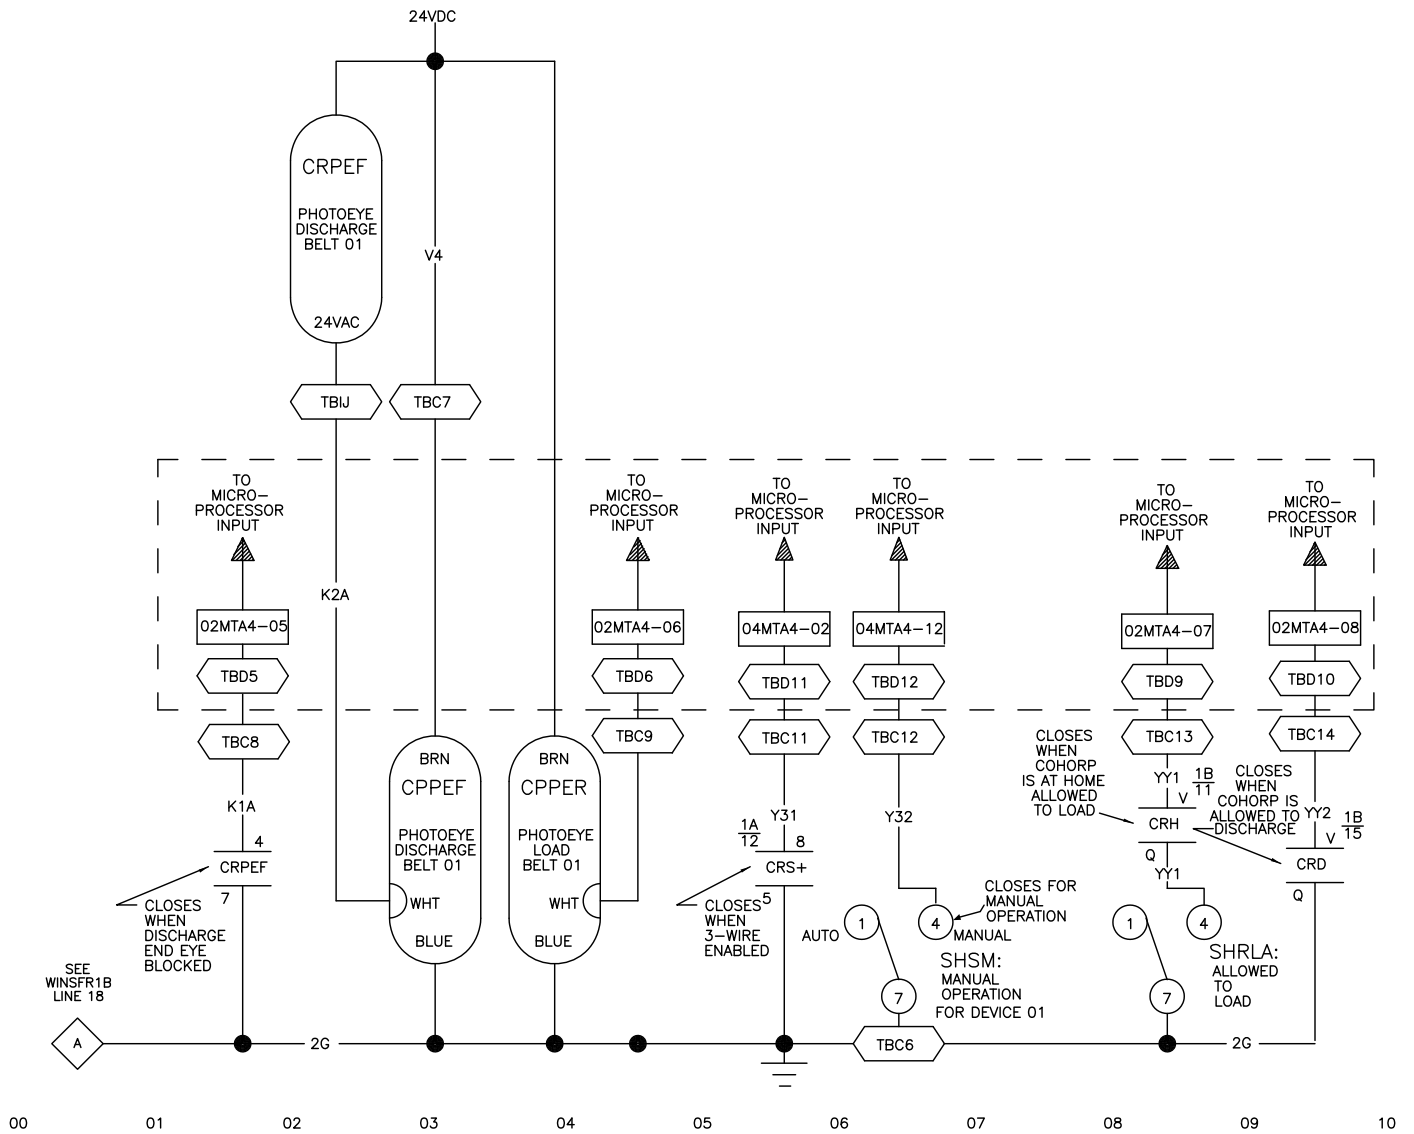 24VDC
CRPEF
PHOTOEYE
DISCHARGE
BELT 01
24VAC
V4
TBIJ
TBC7
TO
MICRO-
PROCESSOR
INPUT
TO
MICRO-
PROCESSOR
INPUT
TO
MICRO-
PROCESSOR
INPUT
TO
MICRO-
PROCESSOR
INPUT
TO
MICRO-
PROCESSOR
INPUT
TO
MICRO-
PROCESSOR
INPUT
K2A
02MTA4-05
02MTA4-06
04MTA4-02
04MTA4-12
02MTA4-07
02MTA4-08
TBD5
TBD6
TBD11
TBD12
TBD9
TBD10
TBC8
TBC9
TBC11
TBC12
TBC13
TBC14
K1A
4
CRPEF
7
CLOSES
WHEN
DISCHARGE
END EYE
BLOCKED
BRN
CPPEF
PHOTOEYE
DISCHARGE
BELT 01
WHT
BLUE
BRN
CPPER
PHOTOEYE
LOAD
BELT 01
WHT
BLUE
Y31
1A
12
8
CRS+
5
CLOSES
WHEN
3-WIRE
ENABLED
Y32
CLOSES FOR
MANUAL
OPERATION
AUTO
1
4
MANUAL
7
SHSM:
MANUAL
OPERATION
FOR DEVICE 01
CLOSES
WHEN
COHORP
IS AT HOME
ALLOWED
TO LOAD
YY1
1B
11
V
CRH
Q
YY1
1
4
7
SHRLA:
ALLOWED
TO
LOAD
CLOSES
WHEN
COHORP IS
ALLOWED TO
DISCHARGE
YY2
1B
15
V
CRD
Q
SEE
WINSFR1B
LINE 18
A
2G
TBC6
2G
00
01
02
03
04
05
06
07
08
09
10